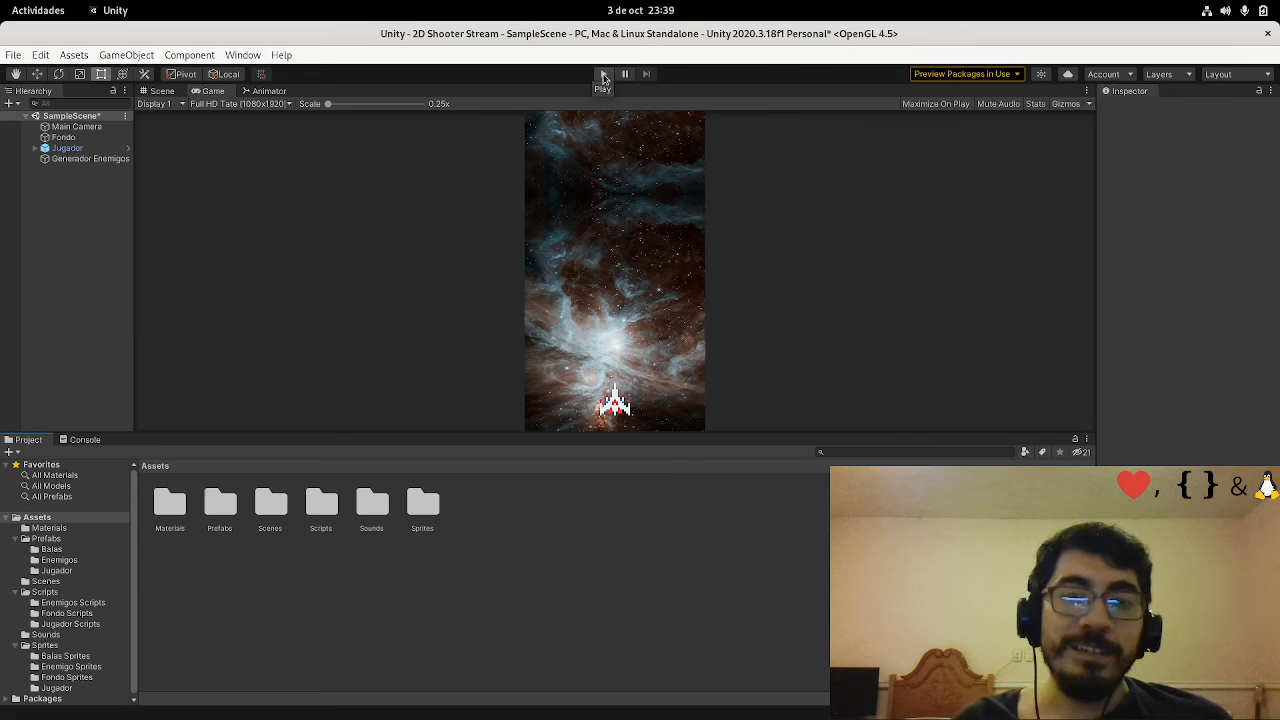 Actividades Unity 3 de oct 23:39
Unity - 2D Shooter Stream - SampleScene - PC, Mac & Linux Standalone - Unity 2020.3.18f1 Personal* <OpenGL 4.5>
File Edit Assets GameObject Component Window Help
Pivot Local Preview Packages in Use Account Layers Layout
Play
Hierarchy
All
SampleScene*
Main Camera
Fondo
Jugador
Generador Enemigos
Scene Game Animator
Display 1 Full HD Tate (1080x1920) Scale 0.25x Maximize On Play Mute Audio Stats Gizmos
Inspector
Project Console
21
Favorites
All Materials
All Models
All Prefabs
Assets
Materials
Prefabs
Balas
Enemigos
Jugador
Scenes
Scripts
Enemigos Scripts
Fondo Scripts
Jugador Scripts
Sounds
Sprites
Balas Sprites
Enemigo Sprites
Fondo Sprites
Jugador
Packages
Assets
Materials Prefabs Scenes Scripts Sounds Sprites
, { } &